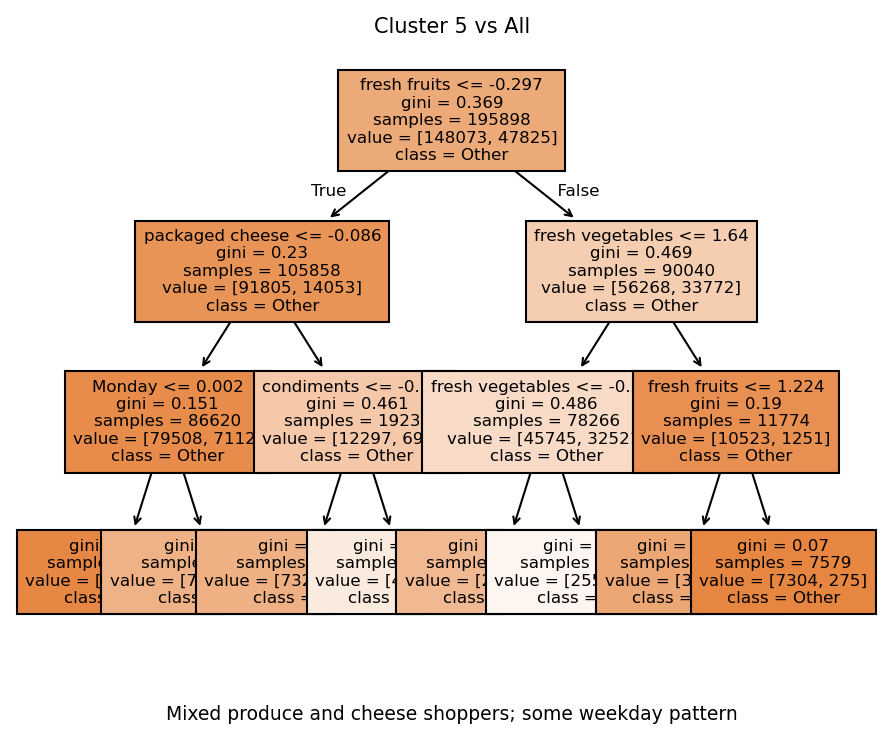 Cluster 5 vs All
fresh fruits <= -0.297
gini = 0.369
samples = 195898
value = [148073, 47825]
class = Other
True
False
packaged cheese <= -0.086
gini = 0.23
samples = 105858
value = [91805, 14053]
class = Other
fresh vegetables <= 1.64
gini = 0.469
samples = 90040
value = [56268, 33772]
class = Other
Monday <= 0.002
gini = 0.151
samples = 86620
value = [79508, 7112
class = Other
condiments <= -0.
gini = 0.461
samples = 1923
value = [12297, 69
class = Other
fresh vegetables <= -0.
gini = 0.486
samples = 78266
value = [45745, 3252
class = Other
fresh fruits <= 1.224
gini = 0.19
samples = 11774
value = [10523, 1251]
class = Other
gini
value = [
class
gini
value = [7
class
gini =
samples
value = [732
class =
gini =
value = [4
class
gini
value = [2
class
gini =
samples
value = [255
class =
gini =
samples
value = [3
class =
gini = 0.07
samples = 7579
value = [7304, 275]
class = Other
Mixed produce and cheese shoppers; some weekday pattern